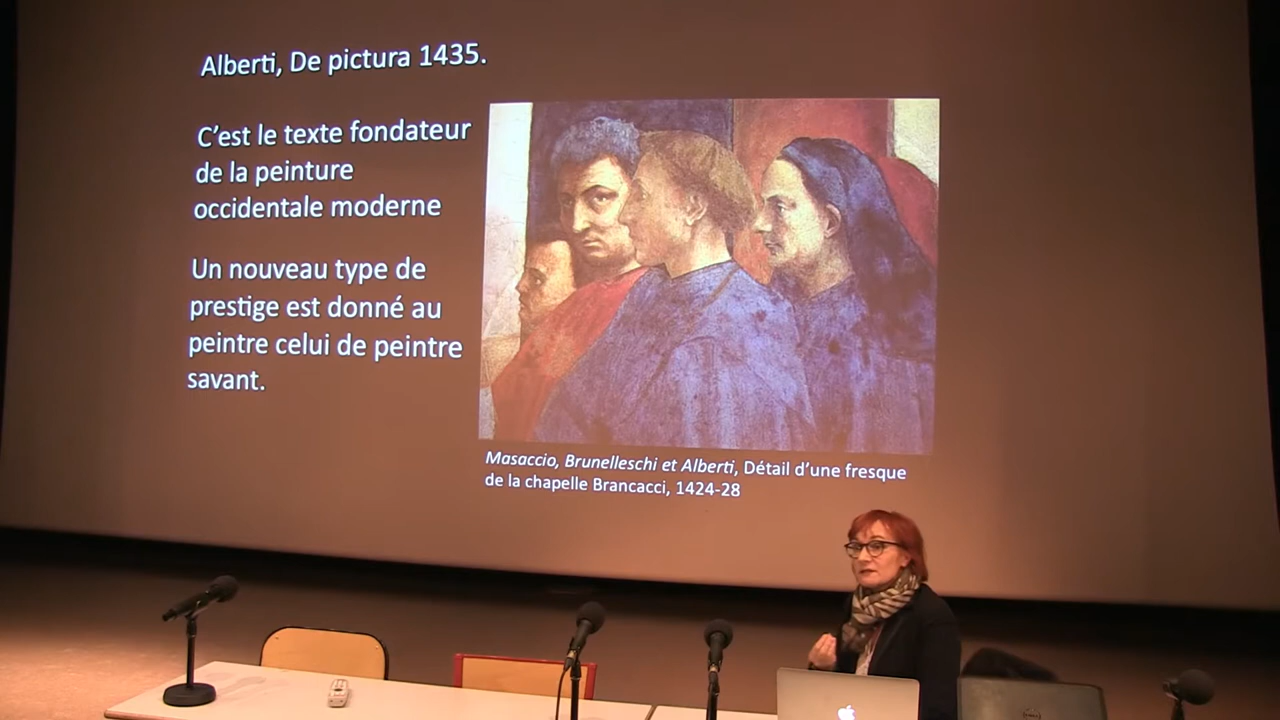 Alberti, De pictura 1435.
C’est le texte fondateur
de la peinture
occidentale moderne
Un nouveau type de
prestige est donné au
peintre celui de peintre
savant.
Masaccio, Brunelleschi et Alberti, Détail d’une fresque
de la chapelle Brancacci, 1424-28